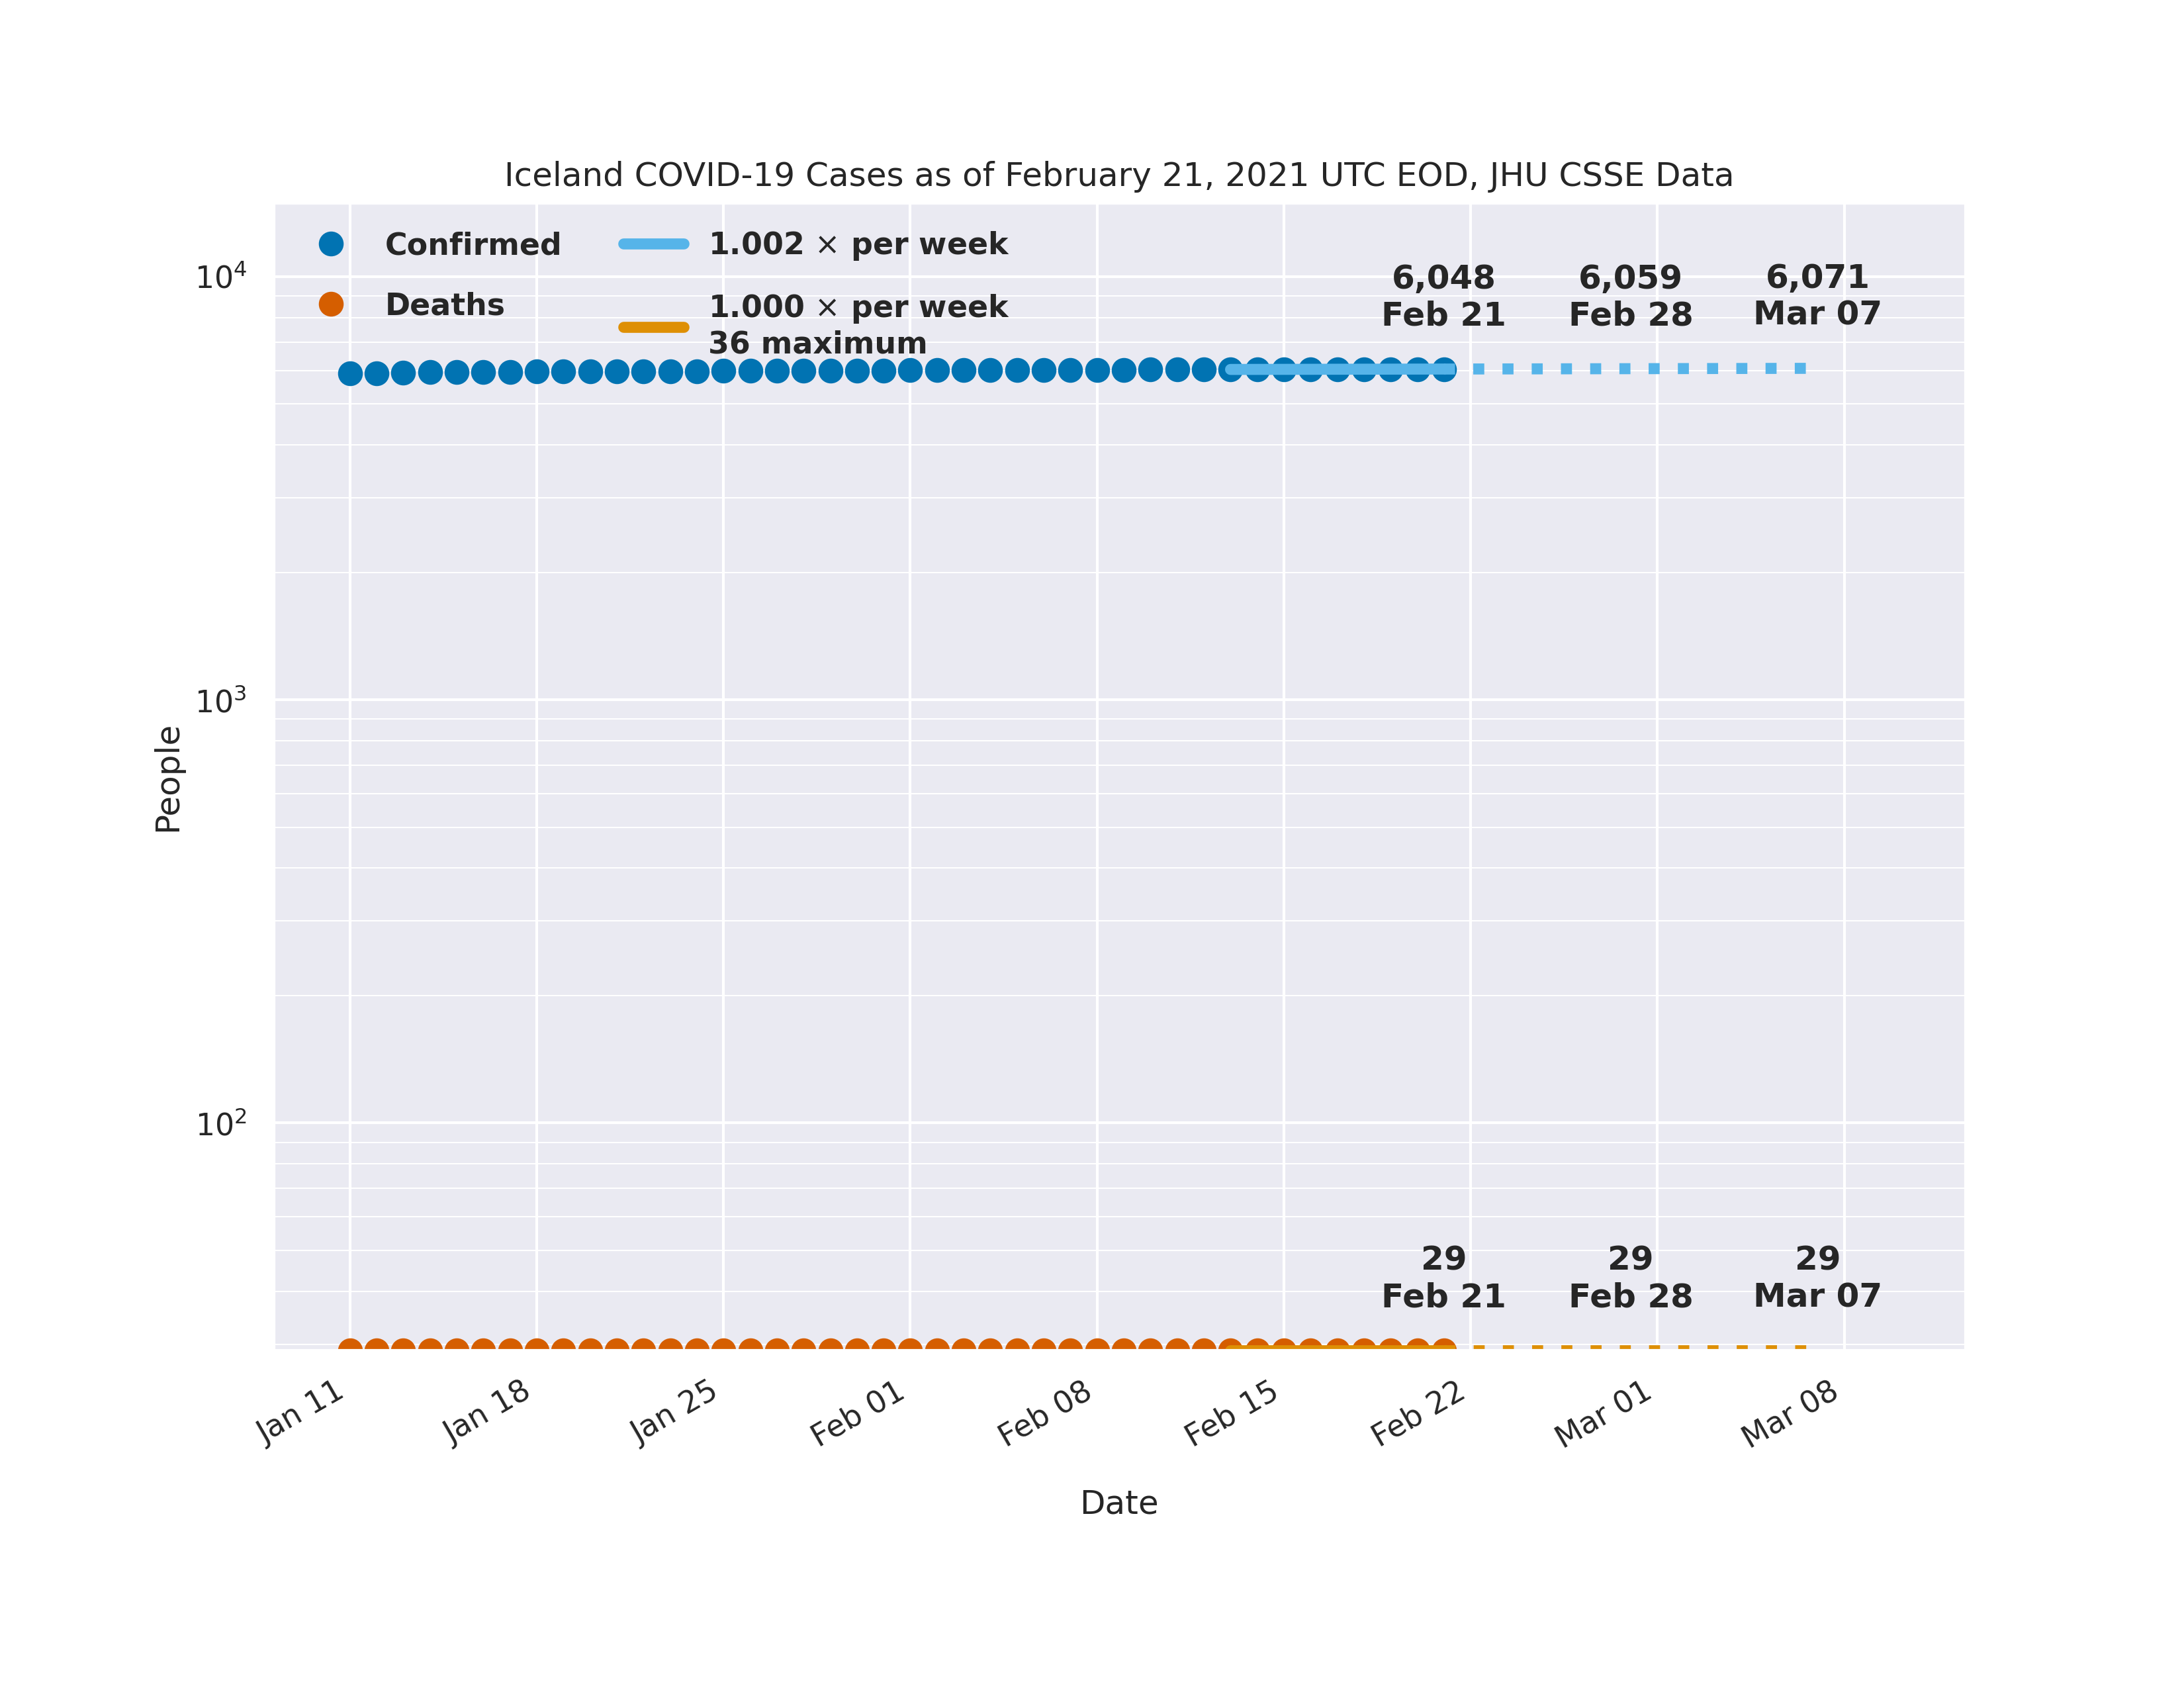 Iceland COVID-19 Cases as of February 21, 2021 UTC EOD, JHU CSSE Data
Confirmed
Deaths
1.002 × per week
1.000 × per week
36 maximum
6,048
Feb 21
6,059
Feb 28
6,071
Mar 07
10⁴
10³
10²
People
29
Feb 21
29
Feb 28
29
Mar 07
Jan 11
Jan 18
Jan 25
Feb 01
Feb 08
Feb 15
Feb 22
Mar 01
Mar 08
Date